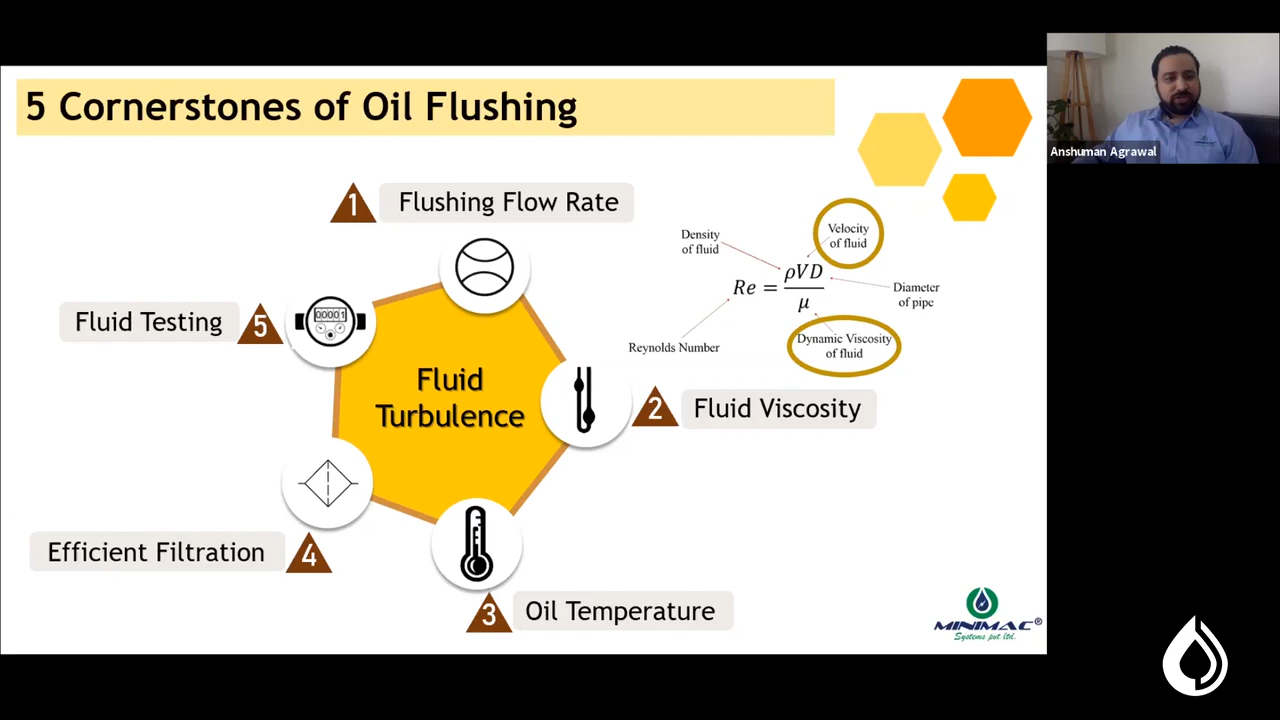 5 Cornerstones of Oil Flushing
Anshuman Agrawal
1 Flushing Flow Rate
Density
of fluid
Velocity
of fluid
Re = ρVD / μ
Diameter
of pipe
Reynolds Number
Dynamic Viscosity
of fluid
Fluid Testing 5
00001
Fluid
Turbulence
2 Fluid Viscosity
Efficient Filtration 4
3 Oil Temperature
MINIMAC®
Systems pvt ltd.